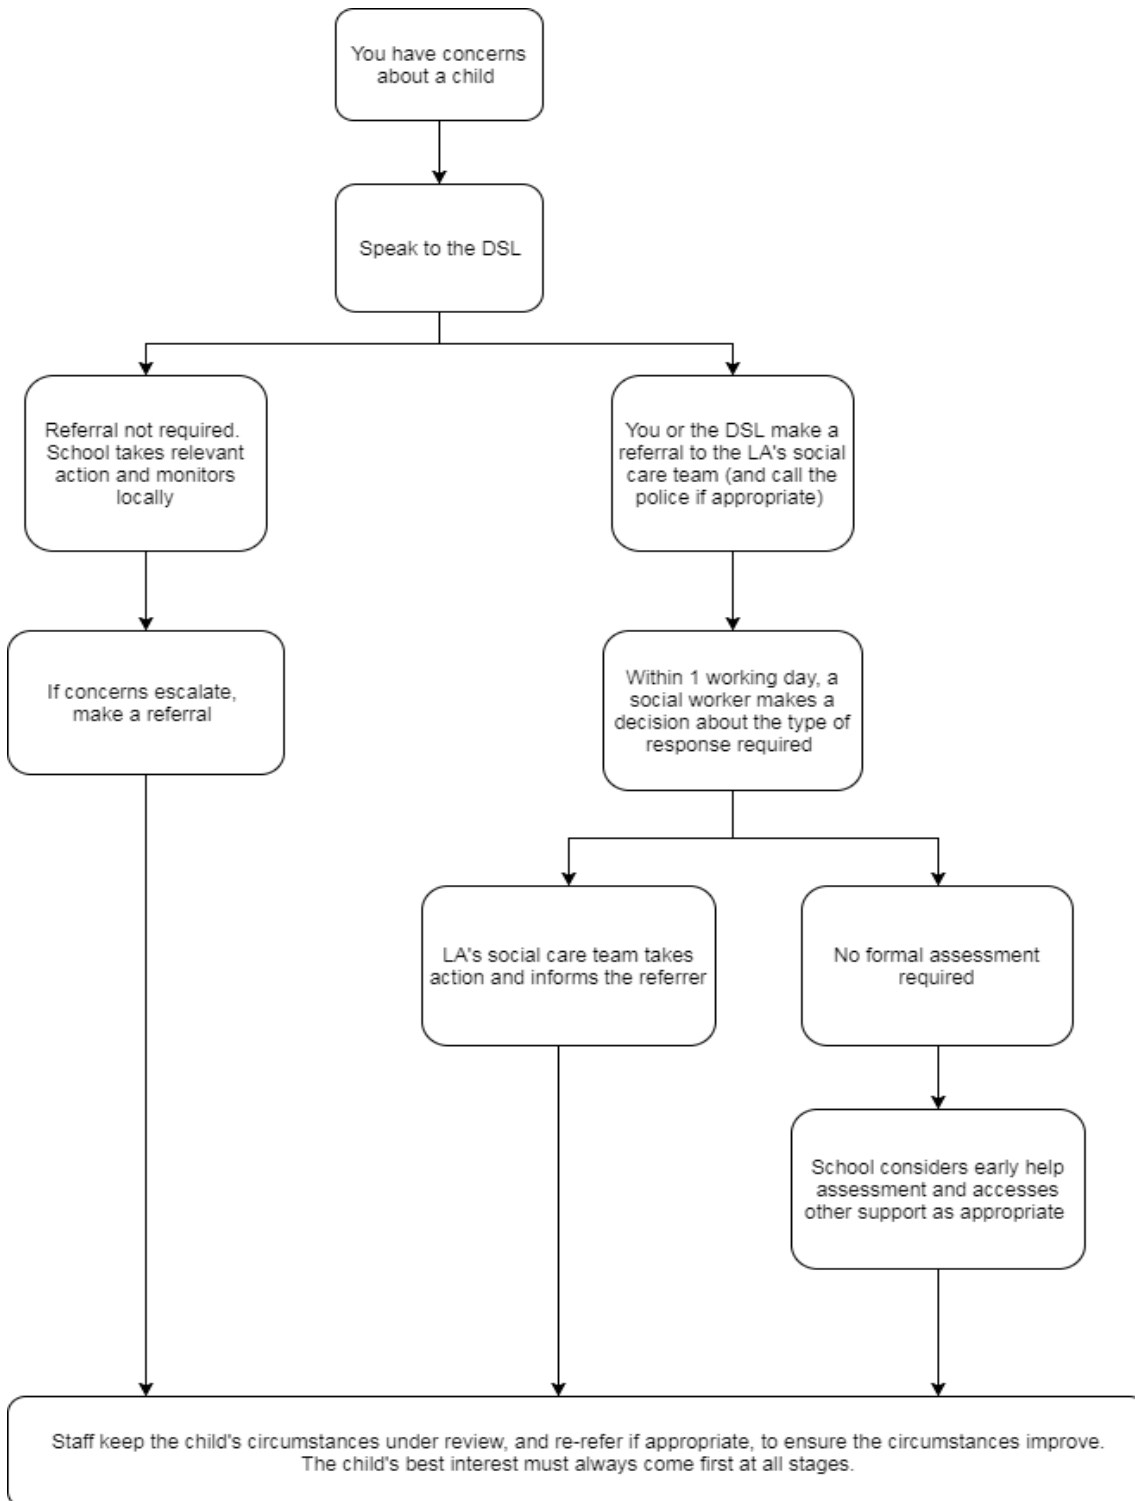 You have concerns
about a child
Speak to the DSL
Referral not required.
School takes relevant
action and monitors
locally
You or the DSL make a
referral to the LA's social
care team (and call the
police if appropriate)
If concerns escalate,
make a referral
Within 1 working day, a
social worker makes a
decision about the type of
response required
LA's social care team takes
action and informs the referrer
No formal assessment
required
School considers early help
assessment and accesses
other support as appropriate
Staff keep the child's circumstances under review, and re-refer if appropriate, to ensure the circumstances improve.
The child's best interest must always come first at all stages.